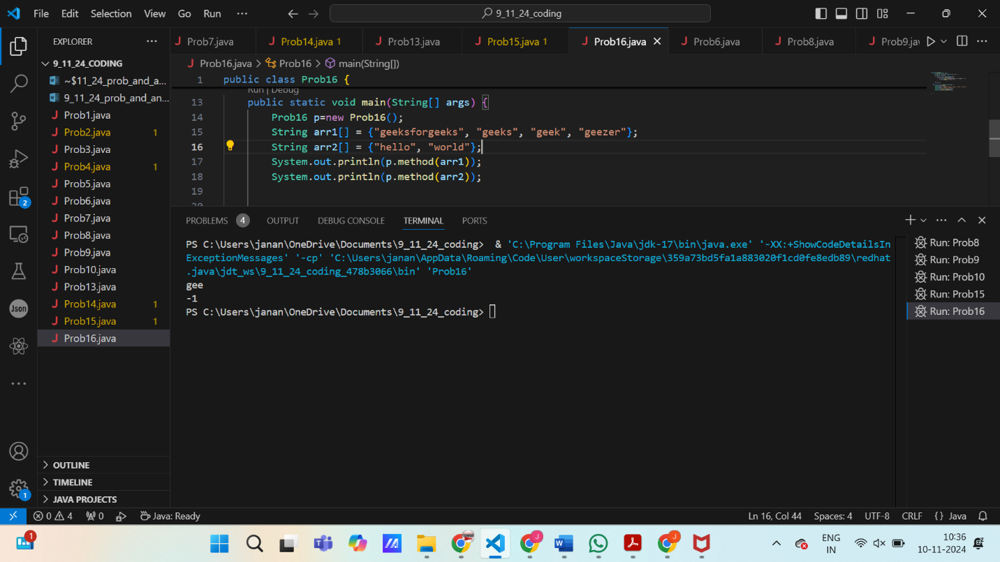 File Edit Selection View Go Run ··· 9_11_24_coding
EXPLORER ···
Prob7.java Prob14.java 1 Prob13.java Prob15.java 1 Prob16.java Prob6.java Prob8.java Prob9.jav
9_11_24_CODING
Prob16.java > Prob16 > main(String[])
~$11_24_prob_and_a...
9_11_24_prob_and_an...
Prob1.java
Prob2.java 1
Prob3.java
Prob4.java 1
Prob5.java
Prob6.java
Prob7.java
Prob8.java
Prob9.java
Prob10.java
Prob13.java
Prob14.java 1
Prob15.java 1
Prob16.java
OUTLINE
TIMELINE
JAVA PROJECTS
2
Json
1
1 public class Prob16 {
Run | Debug
13 public static void main(String[] args) {
14 Prob16 p=new Prob16();
15 String arr1[] = {"geeksforgeeks", "geeks", "geek", "geezer"};
16 String arr2[] = {"hello", "world"};
17 System.out.println(p.method(arr1));
18 System.out.println(p.method(arr2));
19
20
PROBLEMS 4 OUTPUT DEBUG CONSOLE TERMINAL PORTS
PS C:\Users\janan\OneDrive\Documents\9_11_24_coding> & 'C:\Program Files\Java\jdk-17\bin\java.exe' '-XX:+ShowCodeDetailsIn
ExceptionMessages' '-cp' 'C:\Users\janan\AppData\Roaming\Code\User\workspaceStorage\359a73bd5fa1a883020f1cd0fe8edb89\redhat
.java\jdt_ws\9_11_24_coding_478b3066\bin' 'Prob16'
gee
-1
PS C:\Users\janan\OneDrive\Documents\9_11_24_coding>
Run: Prob8
Run: Prob9
Run: Prob10
Run: Prob15
Run: Prob16
0 4 0 Java: Ready Ln 16, Col 44 Spaces: 4 UTF-8 CRLF {} Java
1
ENG
IN
10:36
10-11-2024